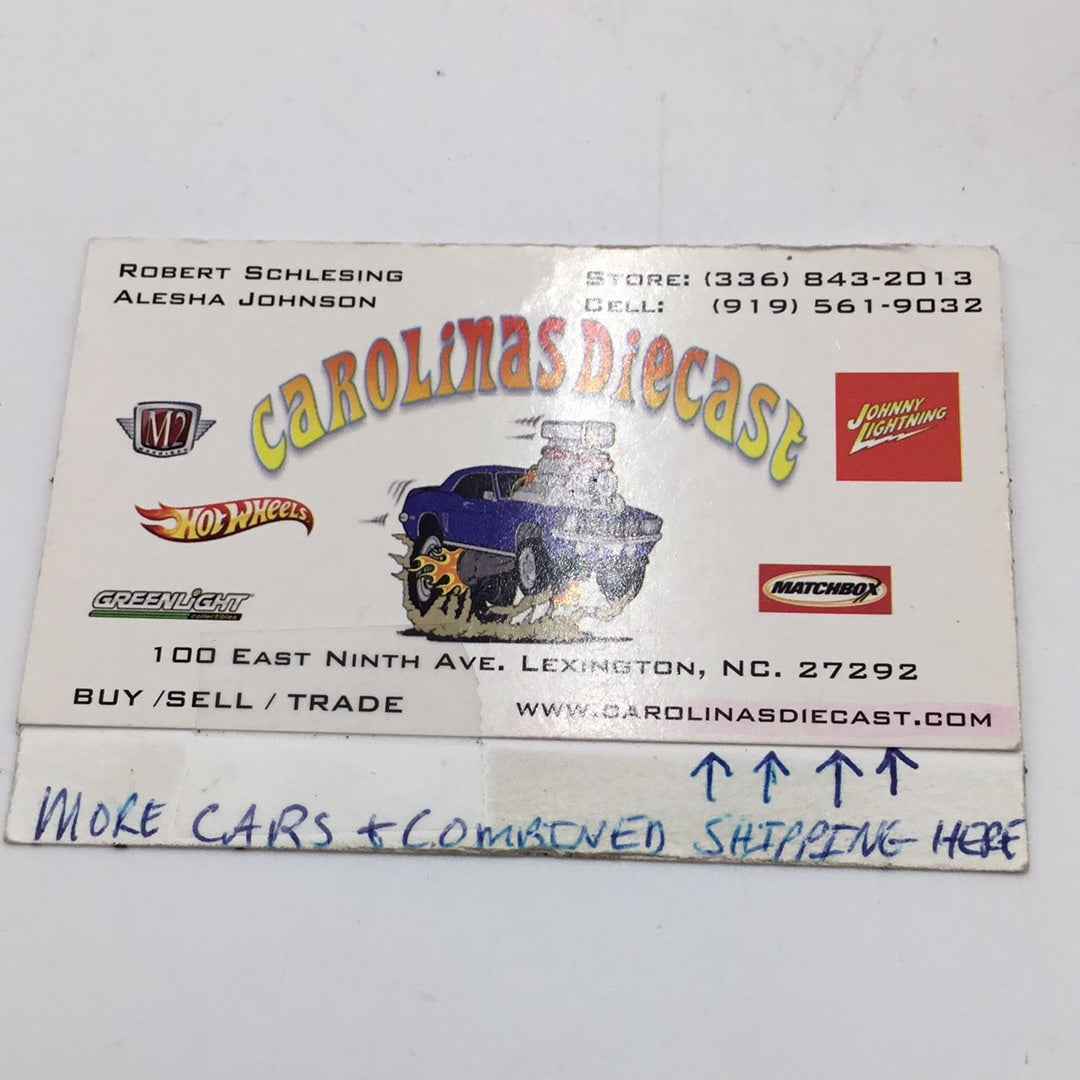 ROBERT SCHLESING
ALESHA JOHNSON
STORE: (336) 843-2013
CELL: (919) 561-9032
CAROLINAS DIECAST
M2
MACHINES
JOHNNY
LIGHTNING
HOT WHEELS
GREENLIGHT
collectibles
MATCHBOX
100 EAST NINTH AVE. LEXINGTON, NC. 27292
BUY /SELL / TRADE
WWW.CAROLINASDIECAST.COM
↑ ↑ ↑ ↑
MORE CARS + COMBINED SHIPPING HERE